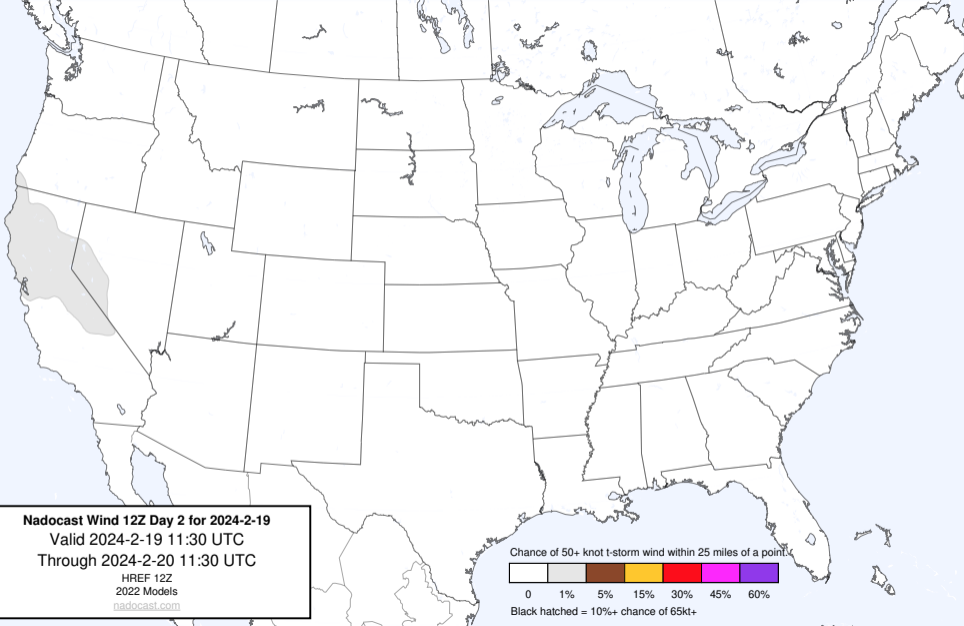 Nadocast Wind 12Z Day 2 for 2024-2-19
Valid 2024-2-19 11:30 UTC
Through 2024-2-20 11:30 UTC
HREF 12Z
2022 Models
nadocast.com
Chance of 50+ knot t-storm wind within 25 miles of a point.
0 1% 5% 15% 30% 45% 60%
Black hatched = 10%+ chance of 65kt+